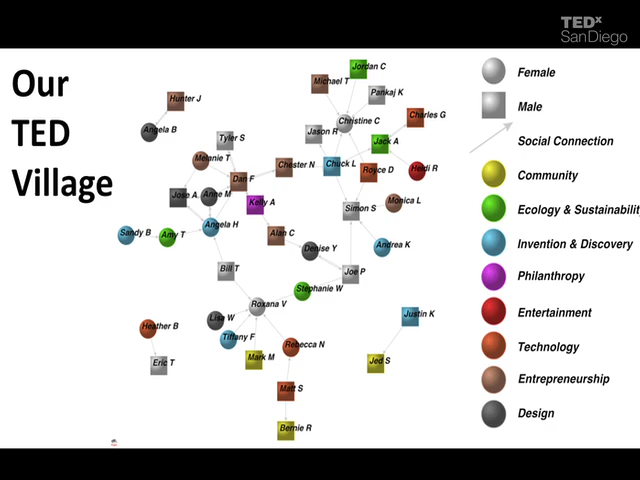 TEDx
SanDiego
Our
TED
Village
Jordan C
Michael T
Pankaj K
Hunter J
Charles G
Christine C
Angela B
Jason R
Tyler S
Jack A
Melanie T
Chester N
Chuck L
Royce D
Heidi R
Dan F
Jose A
Anne M
Kelly A
Monica L
Simon S
Angela H
Sandy B
Amy T
Alan C
Denise Y
Andrea K
Bill T
Joe P
Stephanie W
Roxana V
Lisa W
Justin K
Heather B
Tiffany F
Rebecca N
Eric T
Mark M
Jed S
Matt S
Bernie R
Female
Male
Social Connection
Community
Ecology & Sustainabilit
Invention & Discovery
Philanthropy
Entertainment
Technology
Entrepreneurship
Design